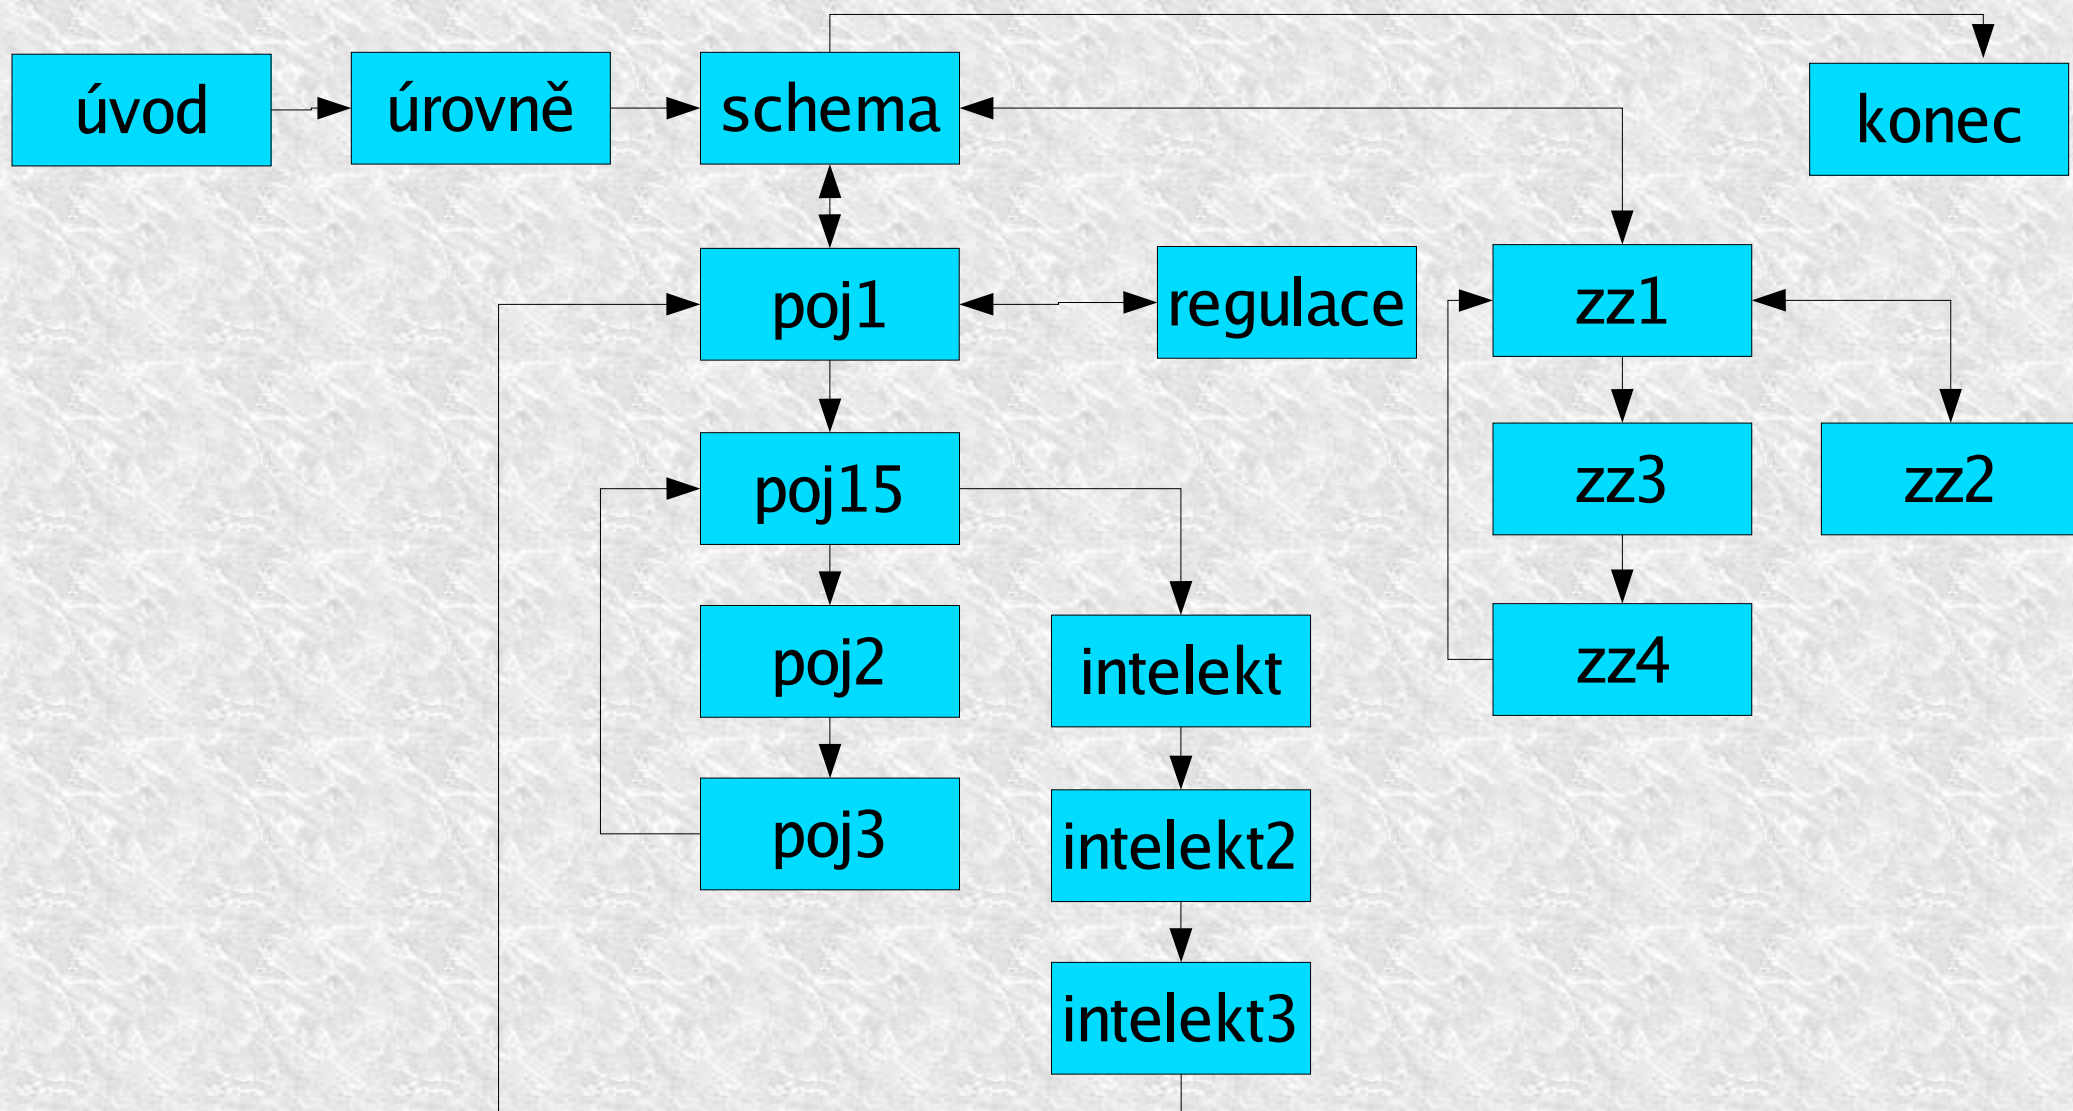 úvod
úrovně
schema
konec
poj1
regulace
zz1
poj15
zz3
zz2
poj2
intelekt
zz4
poj3
intelekt2
intelekt3